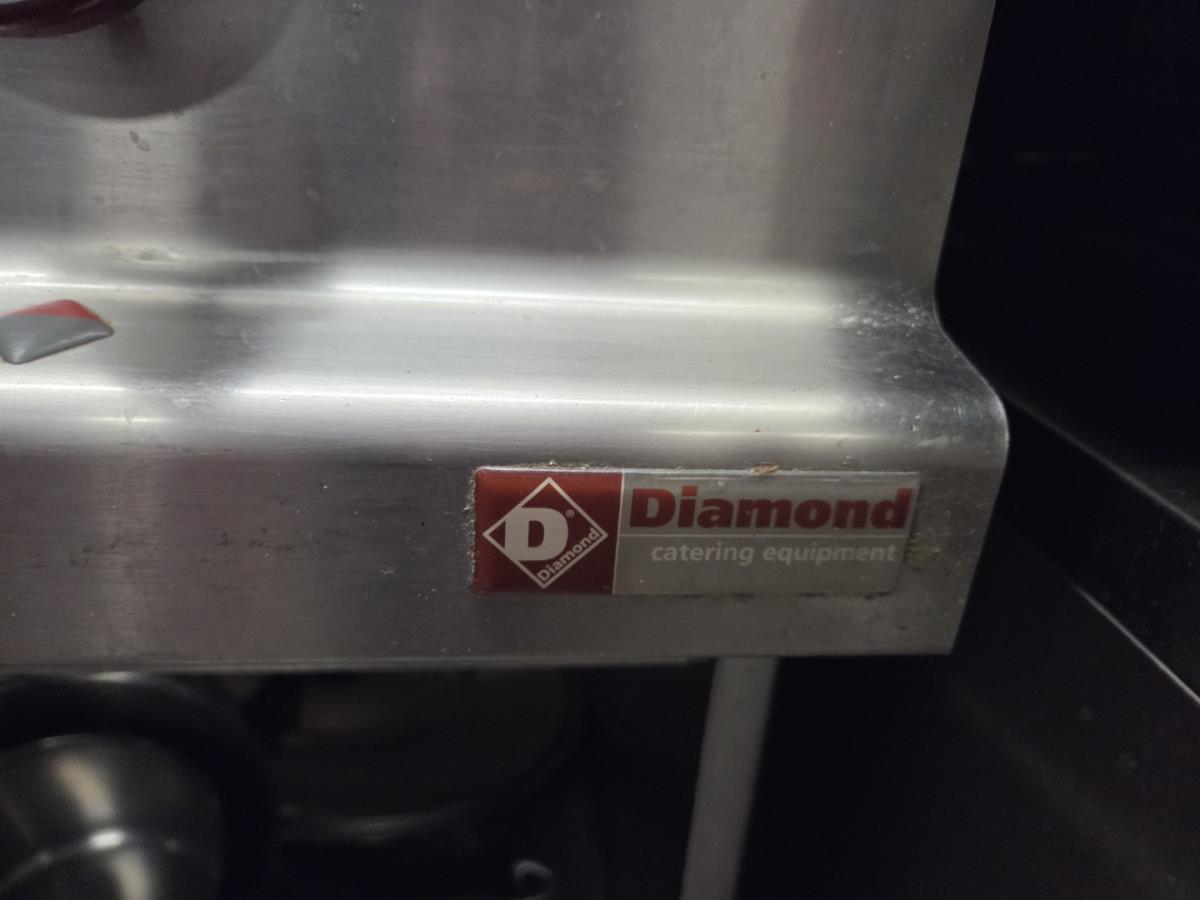 D®
Diamond
Diamond
catering equipment